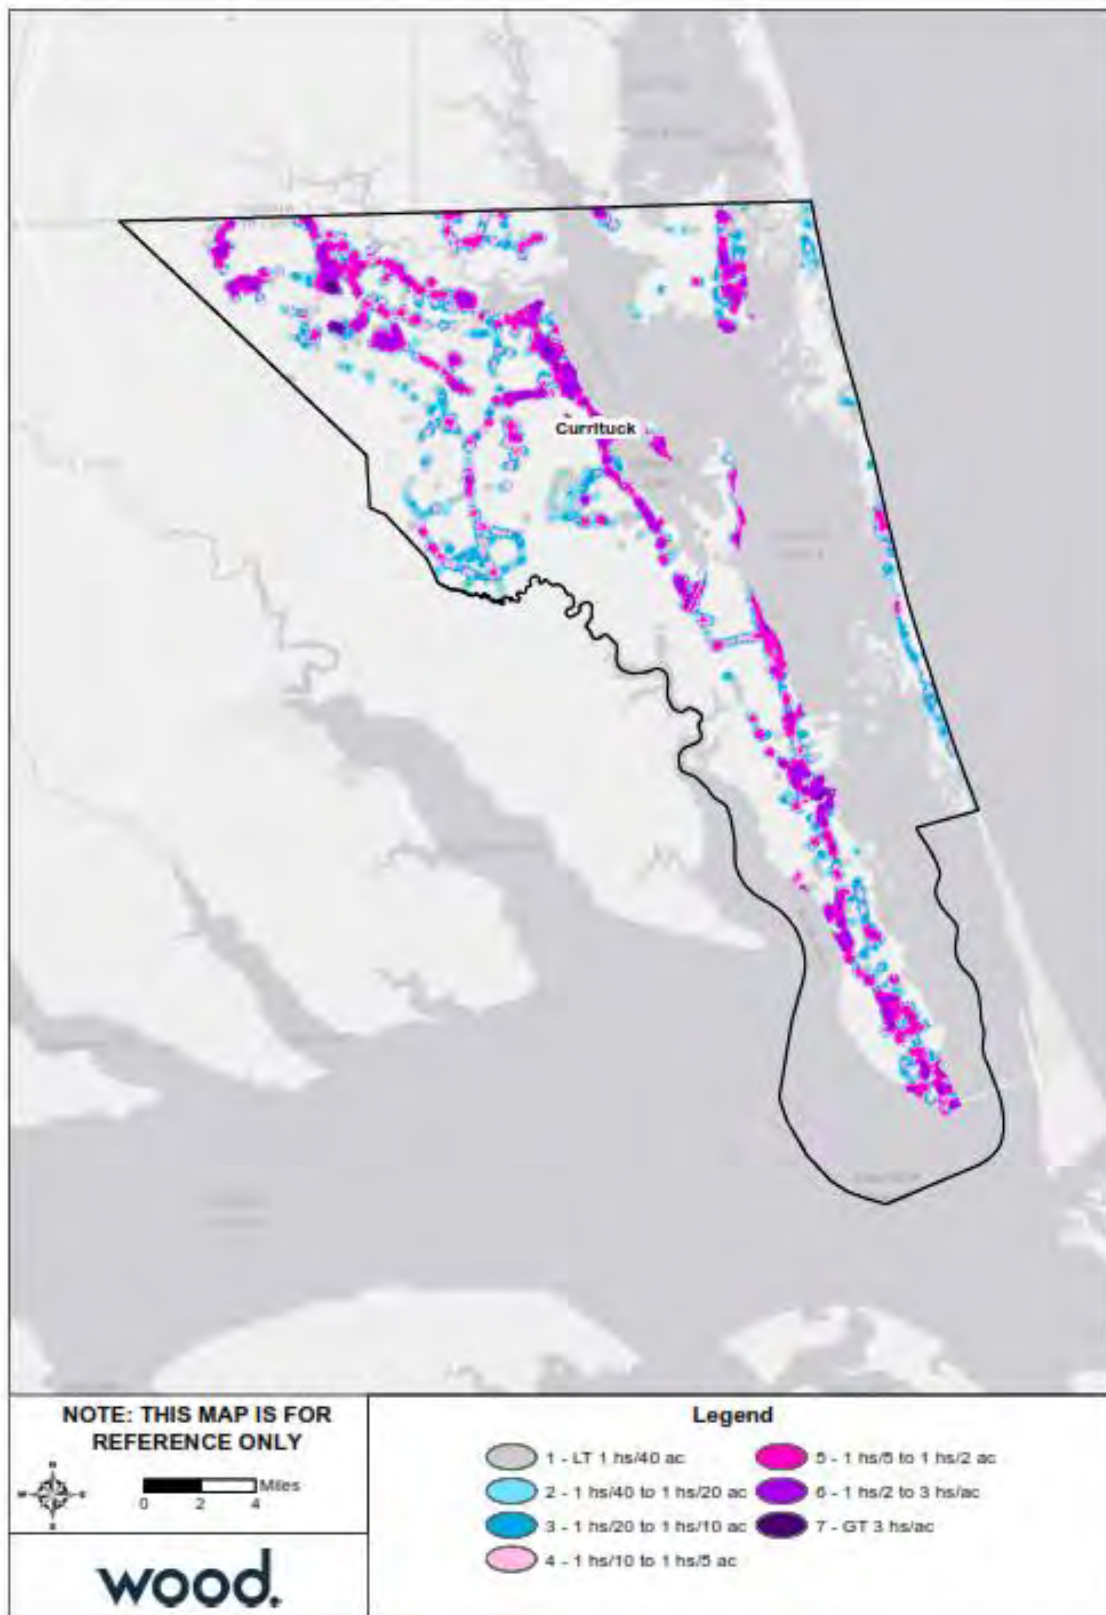 Currituck
NOTE: THIS MAP IS FOR
REFERENCE ONLY
N
W E
S
Miles
0 2 4
wood.
Legend
1 - LT 1 hs/40 ac
2 - 1 hs/40 to 1 hs/20 ac
3 - 1 hs/20 to 1 hs/10 ac
4 - 1 hs/10 to 1 hs/5 ac
5 - 1 hs/5 to 1 hs/2 ac
6 - 1 hs/2 to 3 hs/ac
7 - GT 3 hs/ac